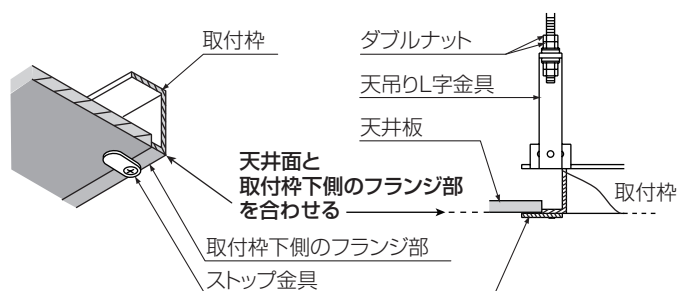 取付枠
ダブルナット
天吊りL字金具
天井板
天井面と
取付枠下側のフランジ部
を合わせる
取付枠
取付枠下側のフランジ部
ストップ金具